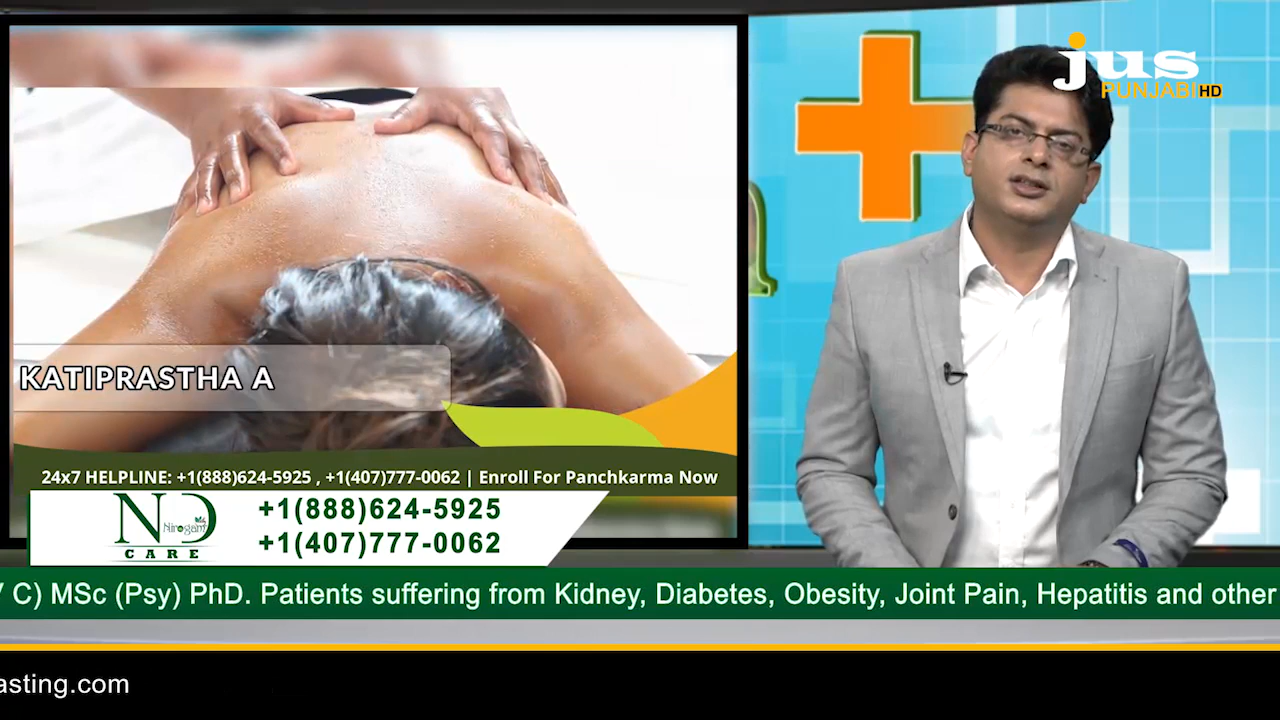 jus
PUNJABI HD
KATIPRASTHA A
24x7 HELPLINE: +1(888)624-5925 , +1(407)777-0062 | Enroll For Panchkarma Now
ND
Nirogam
CARE
+1(888)624-5925
+1(407)777-0062
C) MSc (Psy) PhD. Patients suffering from Kidney, Diabetes, Obesity, Joint Pain, Hepatitis and other
asting.com